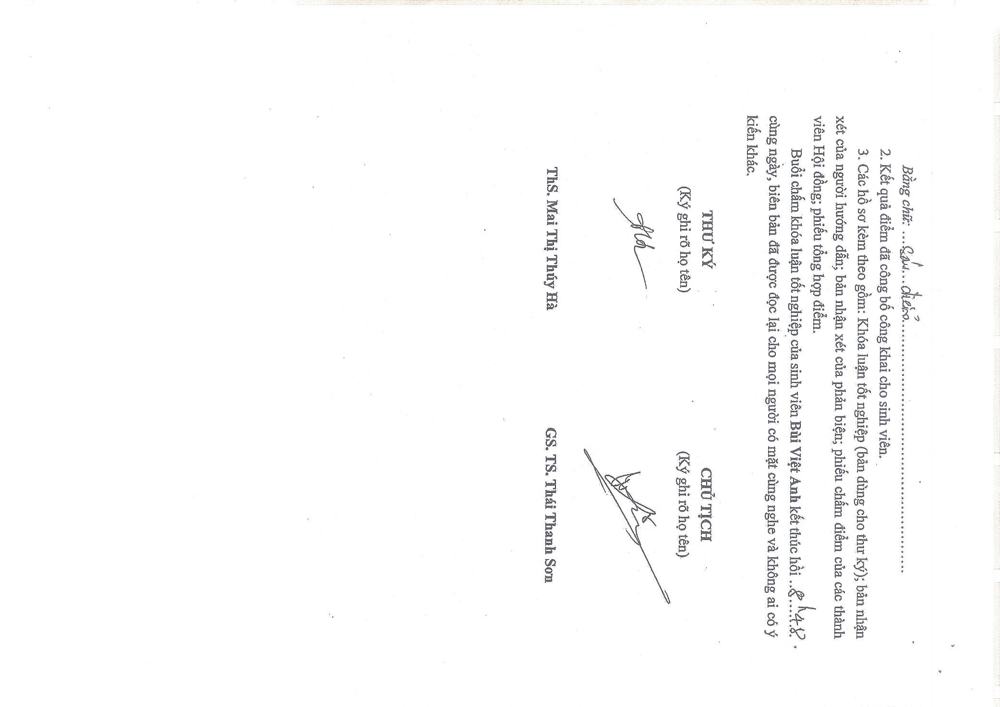 Bằng chữ: .... Sáu ... điểm ..............................
2. Kết quả điểm đã công bố công khai cho sinh viên.
3. Các hồ sơ kèm theo gồm: Khóa luận tốt nghiệp (bản dùng cho thư ký); bản nhận
xét của người hướng dẫn; bản nhận xét của phản biện; phiếu chấm điểm của các thành
viên Hội đồng; phiếu tổng hợp điểm.
Buổi chấm khóa luận tốt nghiệp của sinh viên Bùi Việt Anh kết thúc hồi ..8h48.
cùng ngày, biên bản đã được đọc lại cho mọi người có mặt cùng nghe và không ai có ý
kiến khác.
THƯ KÝ CHỦ TỊCH
(Ký ghi rõ họ tên) (Ký ghi rõ họ tên)
ThS. Mai Thị Thúy Hà GS. TS. Thái Thanh Sơn